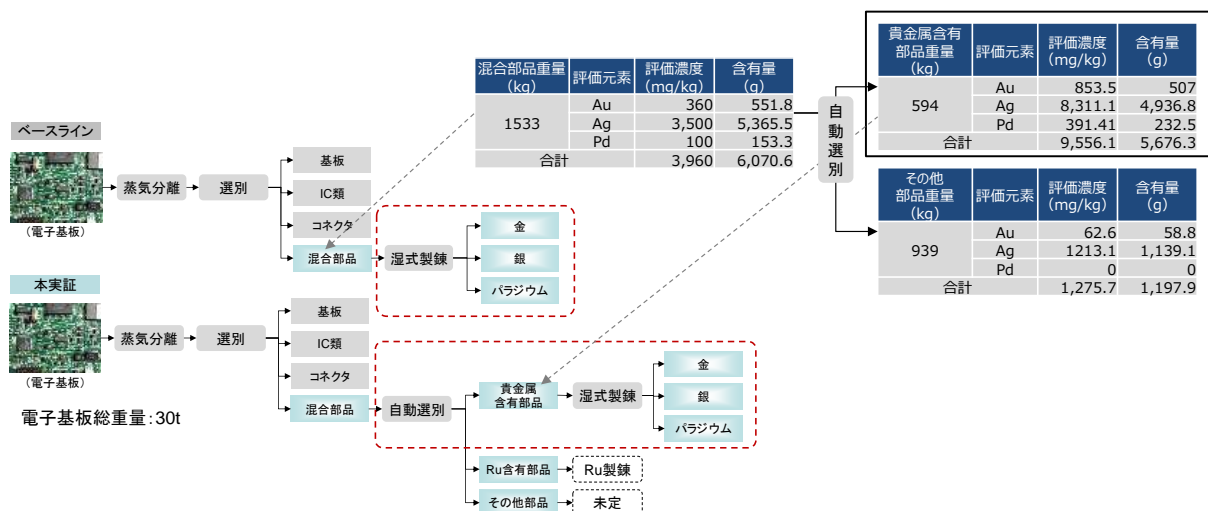 ベースライン
(電子基板)
蒸気分離
選別
基板
IC類
コネクタ
混合部品
湿式製錬
金
銀
パラジウム
本実証
(電子基板)
蒸気分離
選別
基板
IC類
コネクタ
混合部品
自動選別
貴金属
含有部品
湿式製錬
金
銀
パラジウム
Ru含有部品
Ru製錬
その他部品
未定
電子基板総重量:30t
混合部品重量
(kg)
評価元素
評価濃度
(mg/kg)
含有量
(g)
1533
Au 360 551.8
Ag 3,500 5,365.5
Pd 100 153.3
合計 3,960 6,070.6
自動選別
貴金属含有
部品重量
(kg)
評価元素
評価濃度
(mg/kg)
含有量
(g)
594
Au 853.5 507
Ag 8,311.1 4,936.8
Pd 391.41 232.5
合計 9,556.1 5,676.3
その他
部品重量
(kg)
評価元素
評価濃度
(mg/kg)
含有量
(g)
939
Au 62.6 58.8
Ag 1213.1 1,139.1
Pd 0 0
合計 1,275.7 1,197.9